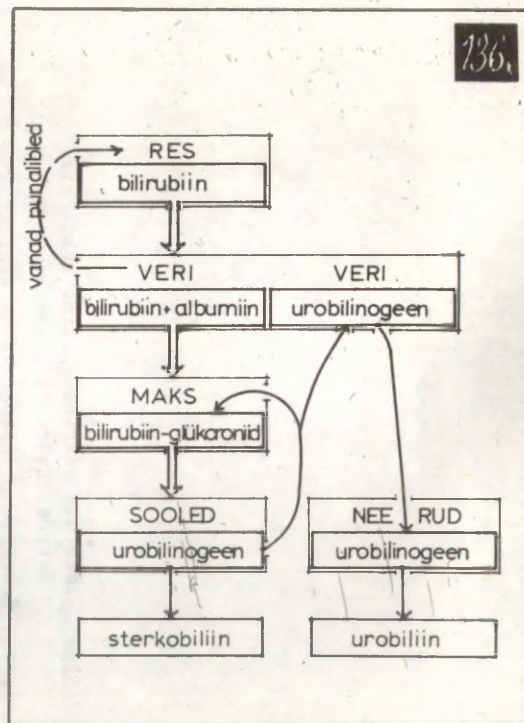 136.
vanad punalibled
RES
bilirubiin
VERI VERI
bilirubiin+albumiin urobilinogeen
MAKS
bilirubiin-glükaroniid
SOOLED NEE RUD
urobilinogeen urobilinogeen
sterkobiliin urobiliin